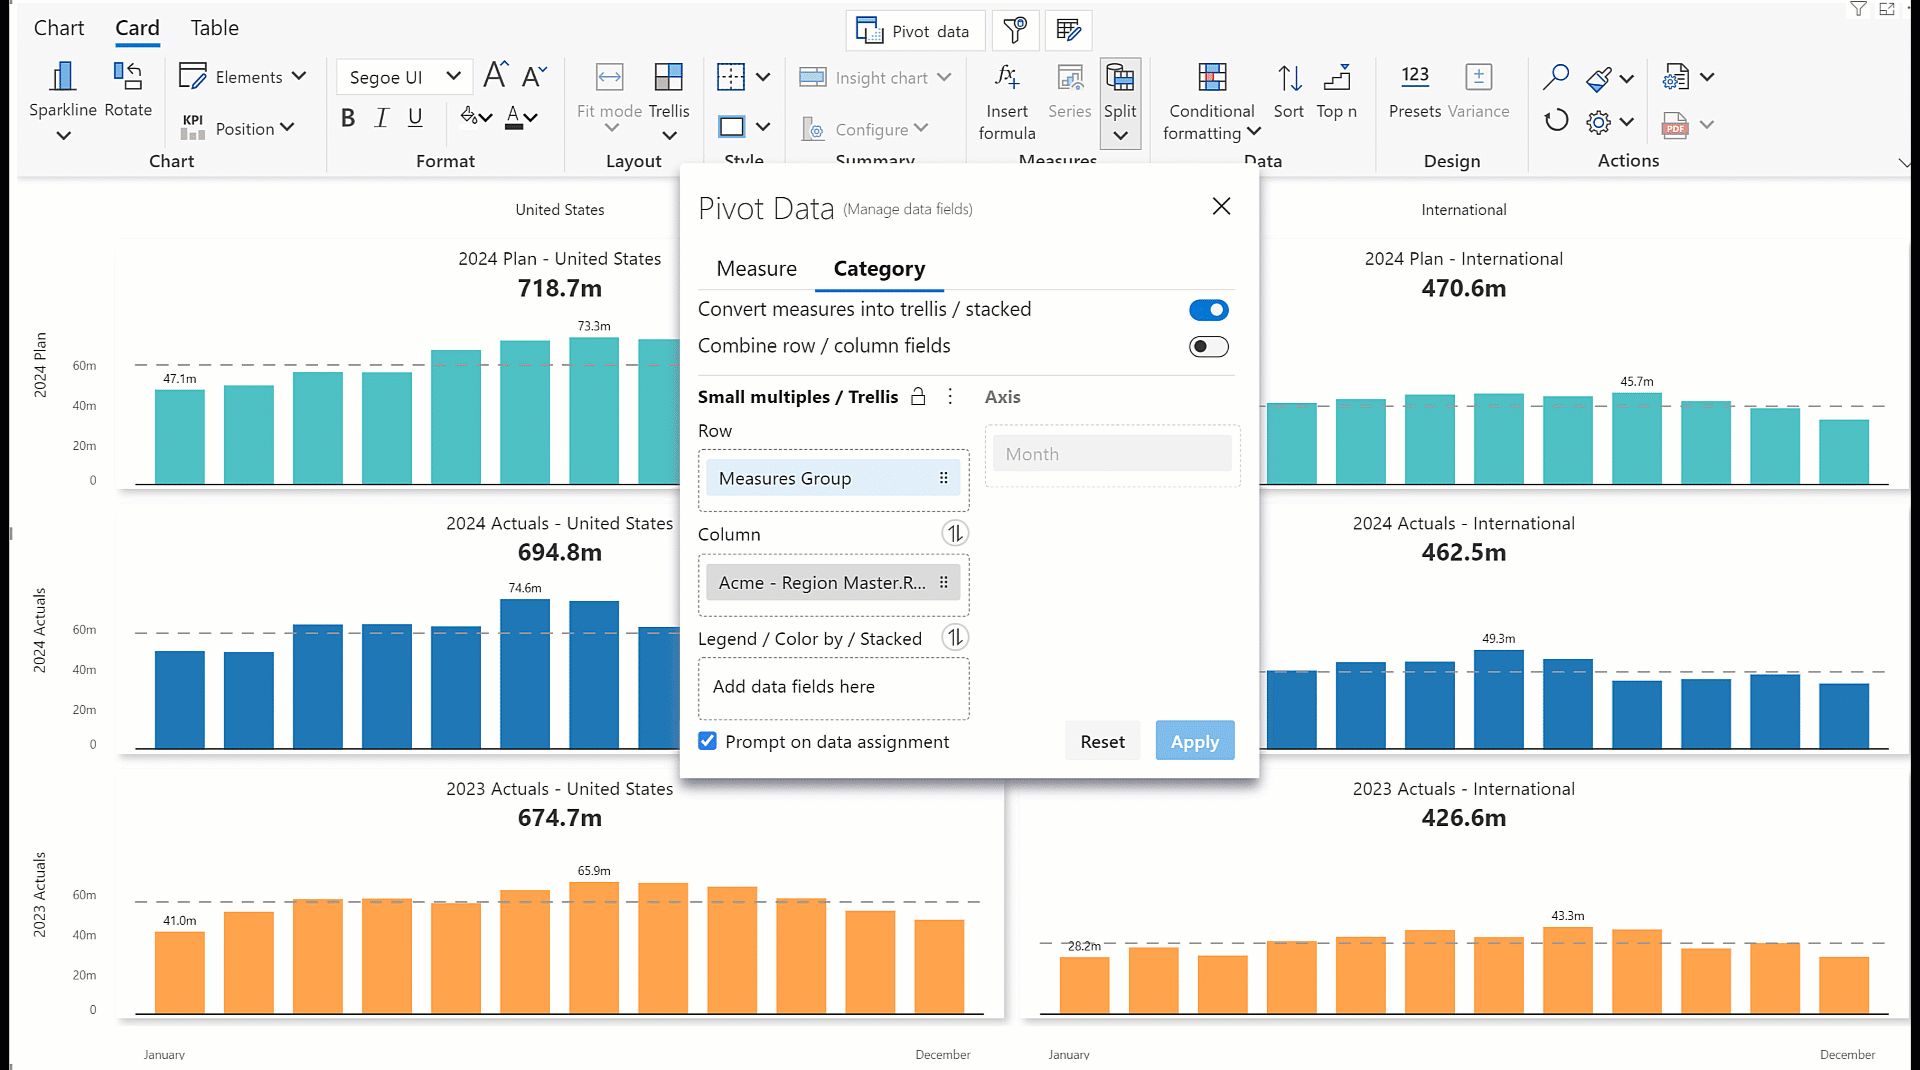 Chart Card Table
Pivot data
Sparkline Rotate Elements
KPI Position
Chart
Segoe UI A A
B I U A
Format
Fit mode Trellis
Layout
Style
Insight chart
Configure
Summary
fx Insert formula
Series Split
Measures
Conditional formatting
Sort Top n
Data
123 Presets Variance
Design
PDF
Actions
United States
International
Pivot Data (Manage data fields)
Measure Category
Convert measures into trellis / stacked
Combine row / column fields
Small multiples / Trellis
Axis
Row
Measures Group
Month
Column
Acme - Region Master.R...
Legend / Color by / Stacked
Add data fields here
Prompt on data assignment
Reset Apply
2024 Plan
2024 Plan - United States
718.7m
60m
40m
20m
0
47.1m
73.3m
2024 Plan - International
470.6m
45.7m
2024 Actuals
2024 Actuals - United States
694.8m
60m
40m
20m
0
74.6m
2024 Actuals - International
462.5m
49.3m
2023 Actuals
2023 Actuals - United States
674.7m
60m
40m
20m
0
41.0m
65.9m
2023 Actuals - International
426.6m
28.2m
43.3m
January December
January December